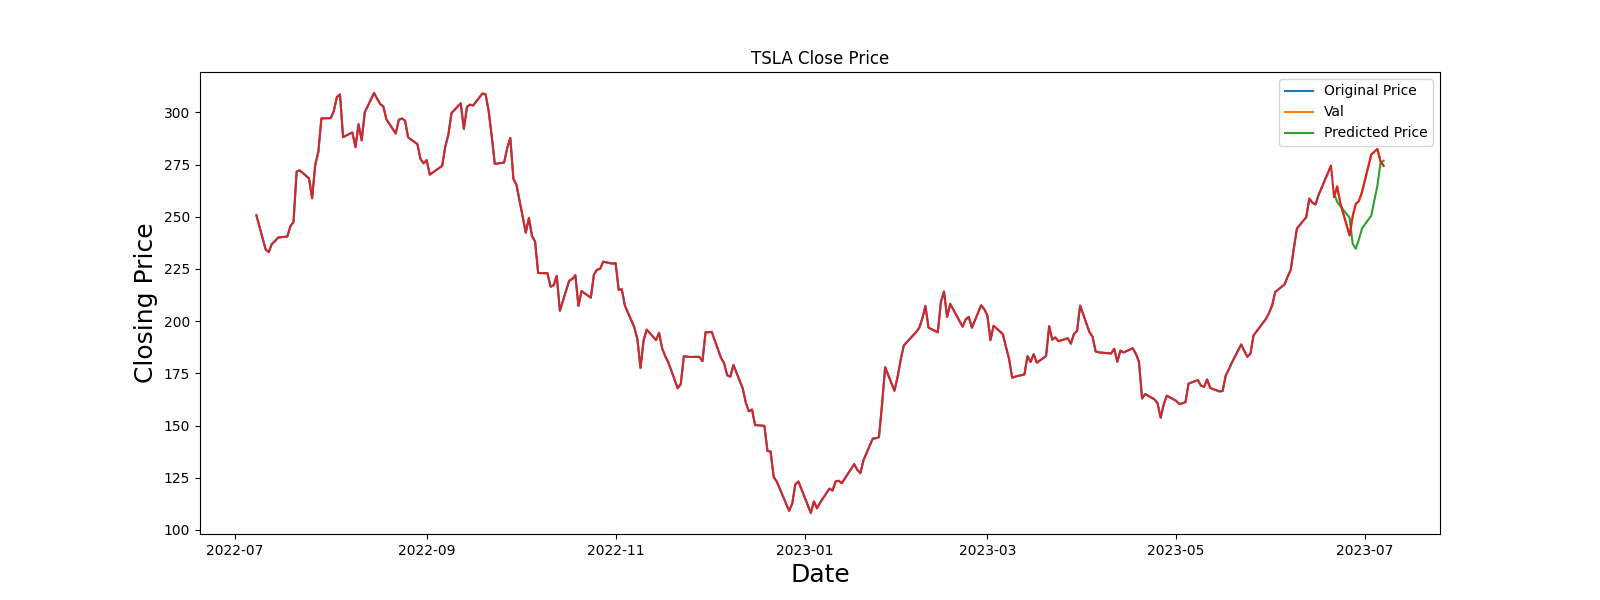 TSLA Close Price
Original Price
Val
Predicted Price
Closing Price
300
275
250
225
200
175
150
125
100
2022-07
2022-09
2022-11
2023-01
2023-03
2023-05
2023-07
Date